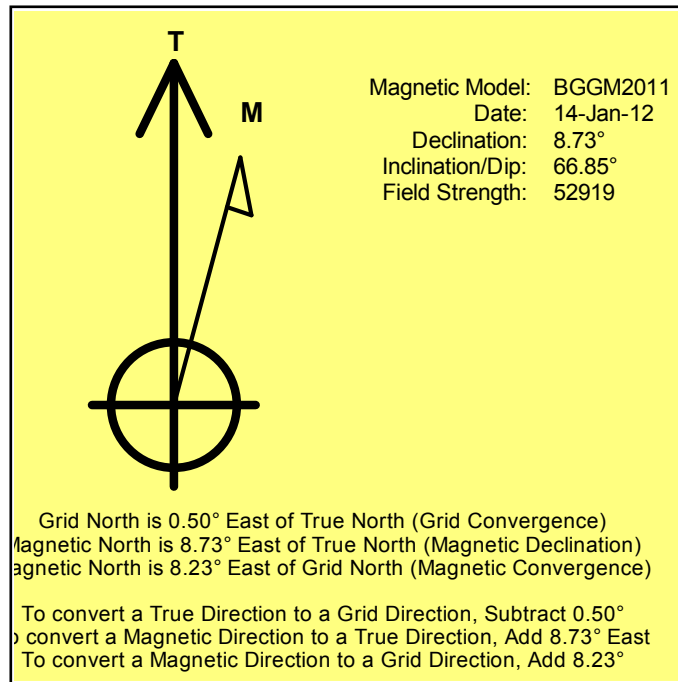 T
M
Magnetic Model: BGGM2011
Date: 14-Jan-12
Declination: 8.73°
Inclination/Dip: 66.85°
Field Strength: 52919
Grid North is 0.50° East of True North (Grid Convergence)
Magnetic North is 8.73° East of True North (Magnetic Declination)
agnetic North is 8.23° East of Grid North (Magnetic Convergence)
To convert a True Direction to a Grid Direction, Subtract 0.50°
o convert a Magnetic Direction to a True Direction, Add 8.73° East
To convert a Magnetic Direction to a Grid Direction, Add 8.23°